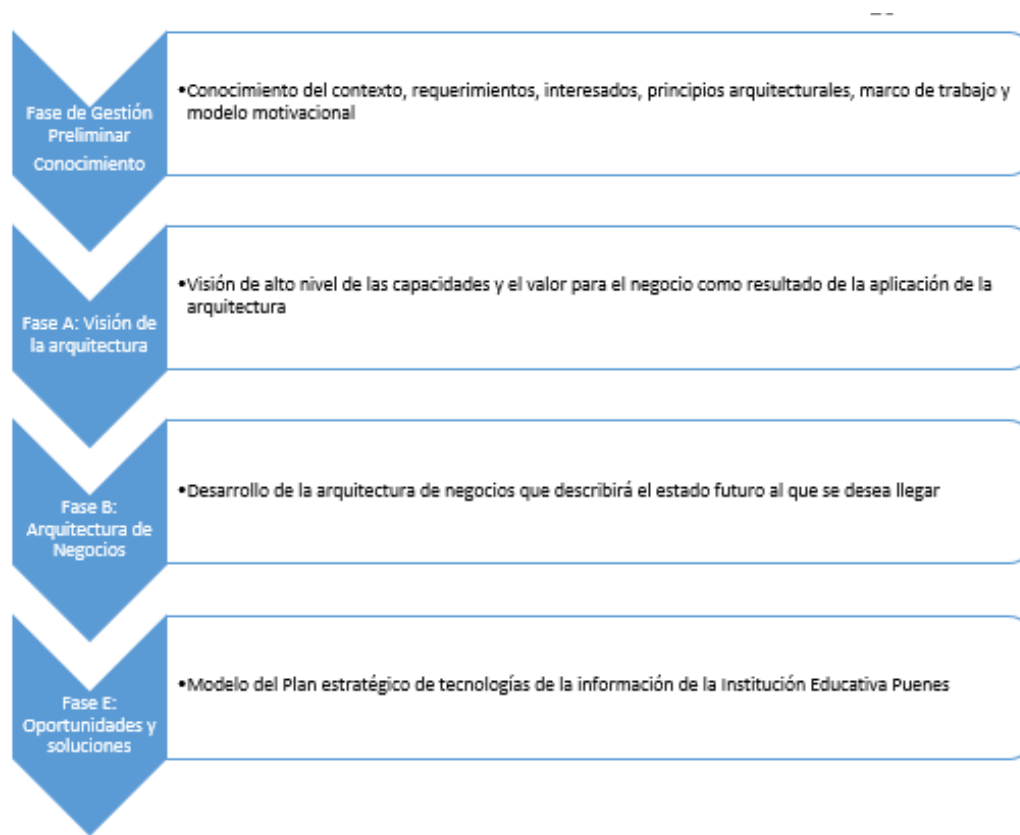 Fase de Gestión
Preliminar
Conocimiento
•Conocimiento del contexto, requerimientos, interesados, principios arquitecturales, marco de trabajo y
modelo motivacional
Fase A: Visión de
la arquitectura
•Visión de alto nivel de las capacidades y el valor para el negocio como resultado de la aplicación de la
arquitectura
Fase B:
Arquitectura de
Negocios
•Desarrollo de la arquitectura de negocios que describirá el estado futuro al que se desea llegar
Fase E:
Oportunidades y
soluciones
•Modelo del Plan estratégico de tecnologías de la información de la Institución Educativa Puenes